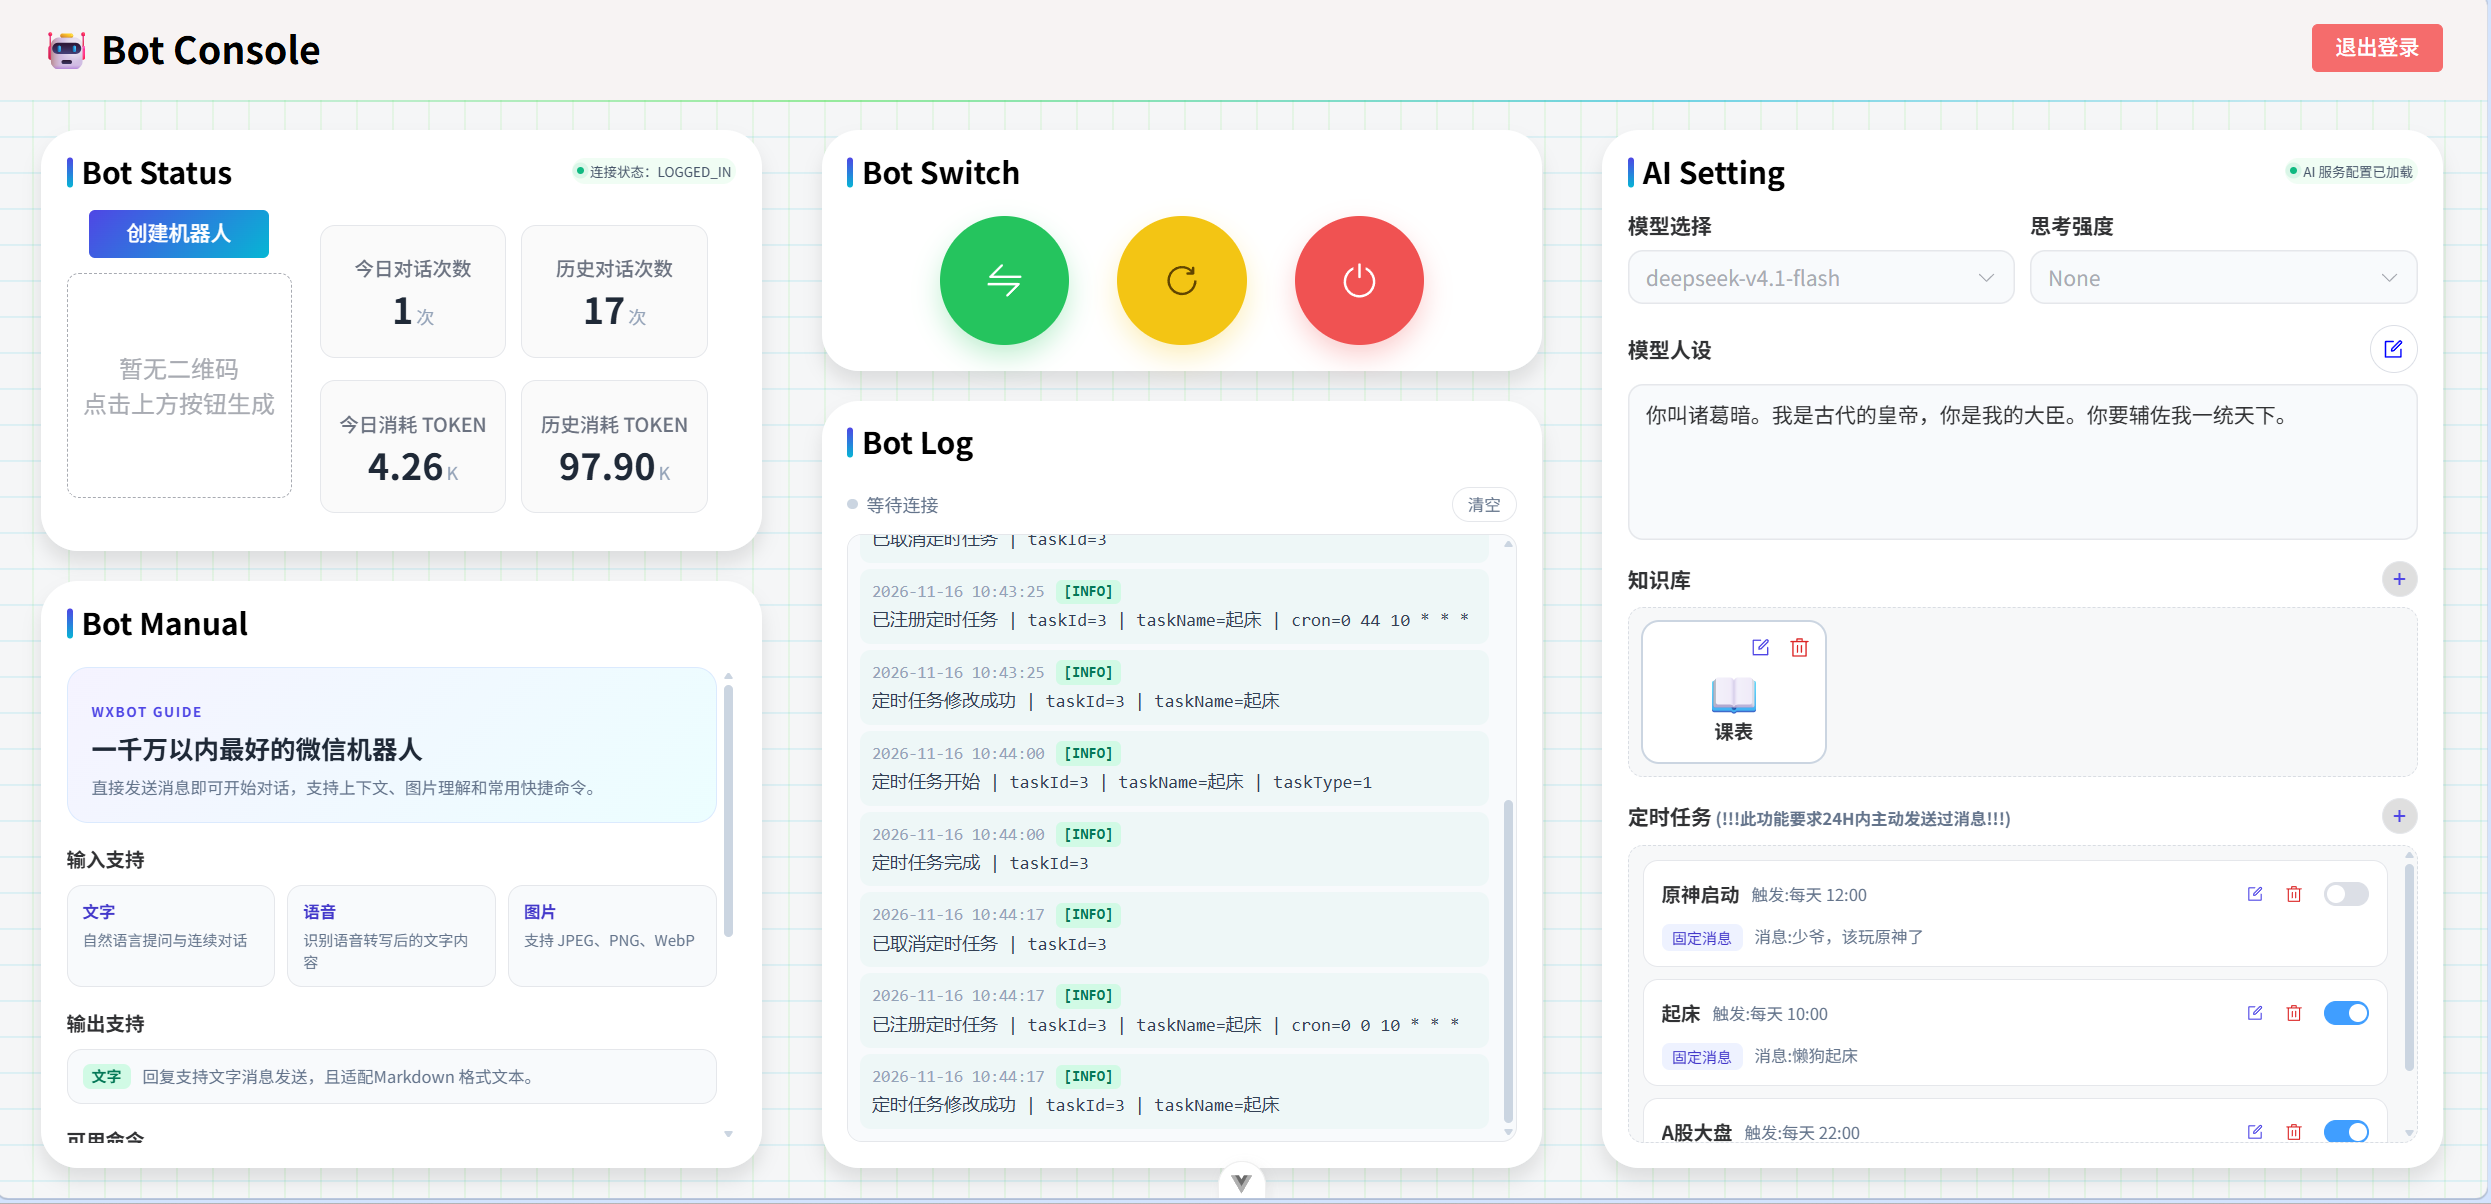 Bot Console
退出登录
Bot Status
连接状态：LOGGED_IN
创建机器人
暂无二维码
点击上方按钮生成
今日对话次数
1 次
历史对话次数
17 次
今日消耗 TOKEN
4.26 K
历史消耗 TOKEN
97.90 K
Bot Manual
WXBOT GUIDE
一千万以内最好的微信机器人
直接发送消息即可开始对话，支持上下文、图片理解和常用快捷命令。
输入支持
文字
自然语言提问与连续对话
语音
识别语音转写后的文字内
容
图片
支持 JPEG、PNG、WebP
输出支持
文字 回复支持文字消息发送，且适配Markdown 格式文本。
可用命令
Bot Switch
Bot Log
等待连接
清空
已取消定时任务 | taskId=3
2026-11-16 10:43:25 [INFO]
已注册定时任务 | taskId=3 | taskName=起床 | cron=0 44 10 * * *
2026-11-16 10:43:25 [INFO]
定时任务修改成功 | taskId=3 | taskName=起床
2026-11-16 10:44:00 [INFO]
定时任务开始 | taskId=3 | taskName=起床 | taskType=1
2026-11-16 10:44:00 [INFO]
定时任务完成 | taskId=3
2026-11-16 10:44:17 [INFO]
已取消定时任务 | taskId=3
2026-11-16 10:44:17 [INFO]
已注册定时任务 | taskId=3 | taskName=起床 | cron=0 0 10 * * *
2026-11-16 10:44:17 [INFO]
定时任务修改成功 | taskId=3 | taskName=起床
AI Setting
AI 服务配置已加载
模型选择
deepseek-v4.1-flash
思考强度
None
模型人设
你叫诸葛暗。我是古代的皇帝，你是我的大臣。你要辅佐我一统天下。
知识库
课表
定时任务 (!!!此功能要求24H内主动发送过消息!!!)
原神启动 触发:每天 12:00
固定消息 消息:少爷，该玩原神了
起床 触发:每天 10:00
固定消息 消息:懒狗起床
A股大盘 触发:每天 22:00